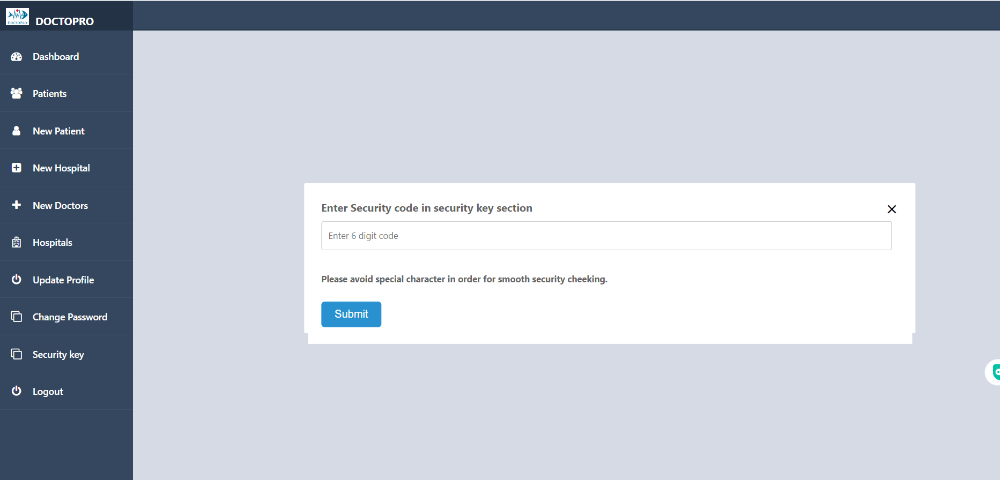 DOCTOPRO
DOCTOPRO
Dashboard
Patients
New Patient
New Hospital
New Doctors
Hospitals
Update Profile
Change Password
Security key
Logout
Enter Security code in security key section
Enter 6 digit code
Please avoid special character in order for smooth security cheeking.
Submit